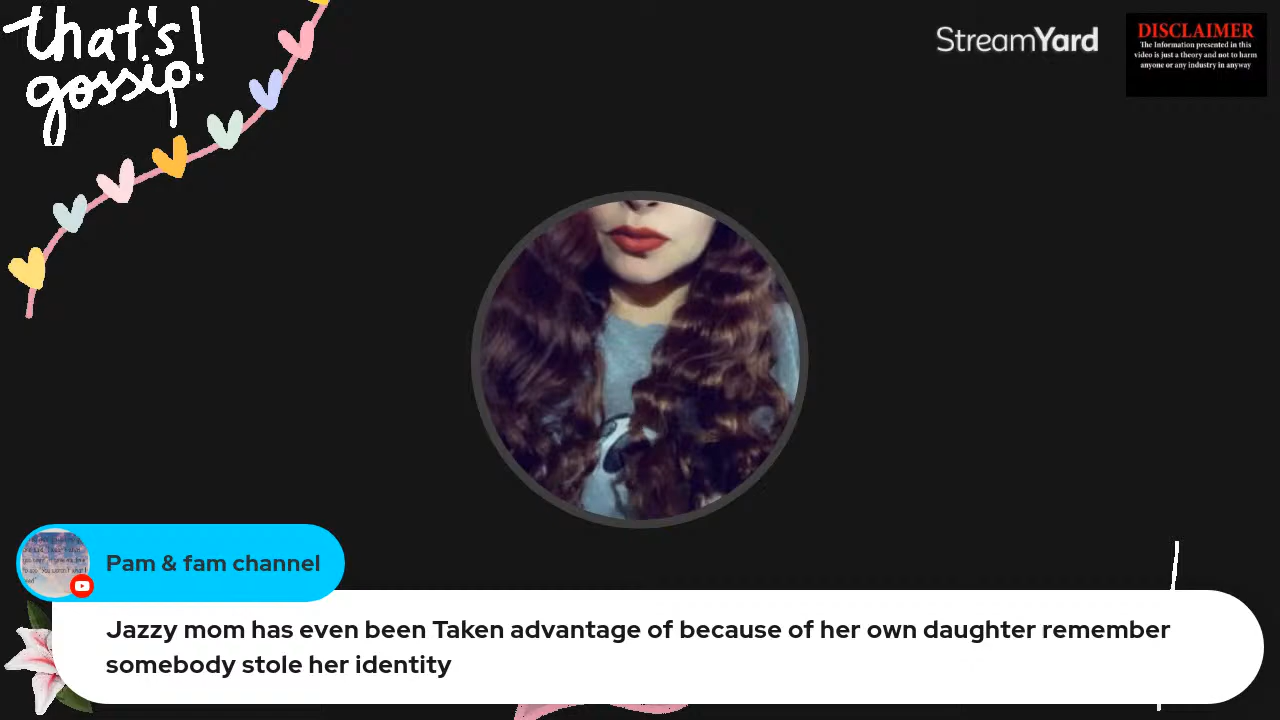 that's
gossip!
StreamYard
DISCLAIMER
The Information presented in this
video is just a theory and not to harm
anyone or any industry in anyway
Pam & fam channel
Jazzy mom has even been Taken advantage of because of her own daughter remember
somebody stole her identity